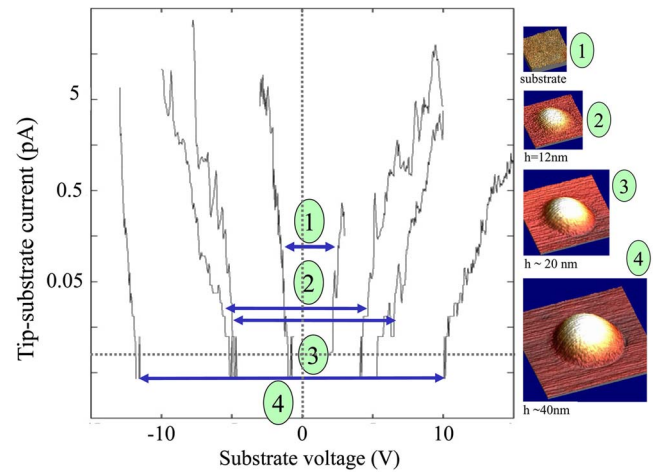 Tip-substrate current (pA)
5
0.5
0.05
1
2
3
4
-10
0
10
Substrate voltage (V)
1
substrate
2
h=12nm
3
h ~ 20 nm
4
h ~40nm